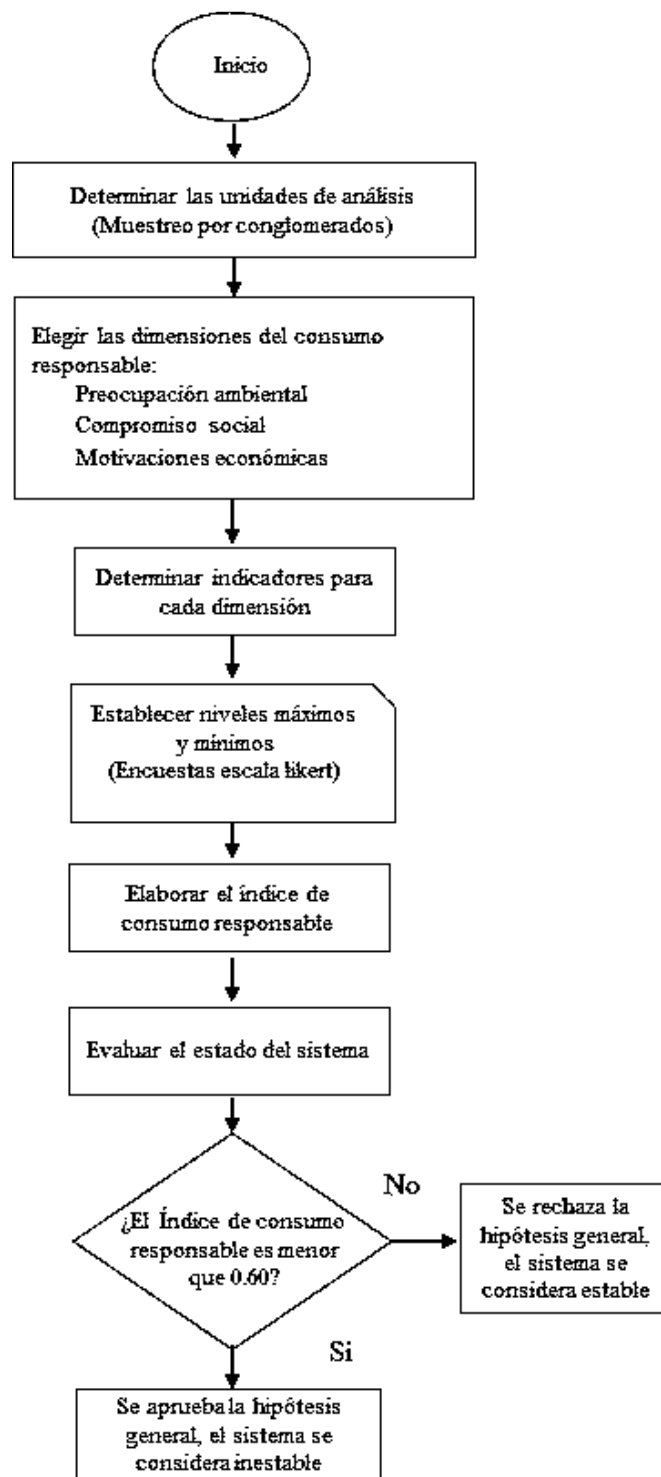 Inicio
Determinar las unidades de análisis
(Muestreo por conglomerados)
Elegir las dimensiones del consumo
responsable:
Preocupación ambiental
Compromiso social
Motivaciones económicas
Determinar indicadores para
cada dimensión
Establecer niveles máximos
y mínimos
(Encuestas escala likert)
Elaborar el índice de
consumo responsable
Evaluar el estado del sistema
¿El Índice de consumo
responsable es menor
que 0.60?
No
Se rechaza la
hipótesis general,
el sistema se
considera estable
Si
Se aprueba la hipótesis
general, el sistema se
considera inestable